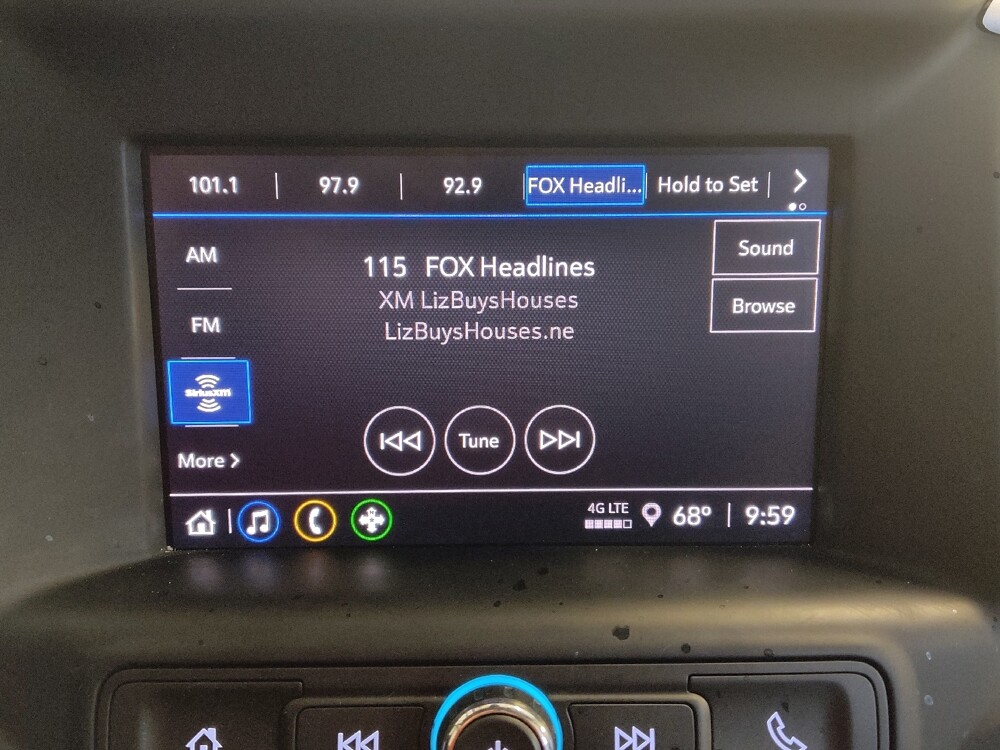 101.1 | 97.9 | 92.9 FOX Headli... Hold to Set |
AM
FM
SiriusXM
More
115 FOX Headlines
XM LizBuysHouses
LizBuysHouses.ne
Sound
Browse
Tune
4G LTE
68° | 9:59